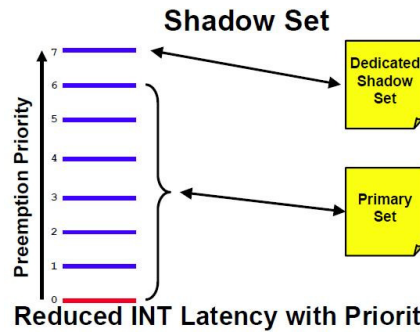 Shadow Set
Preemption Priority
7
6
5
4
3
2
1
0
Dedicated
Shadow
Set
Primary
Set
Reduced INT Latency with Priorit